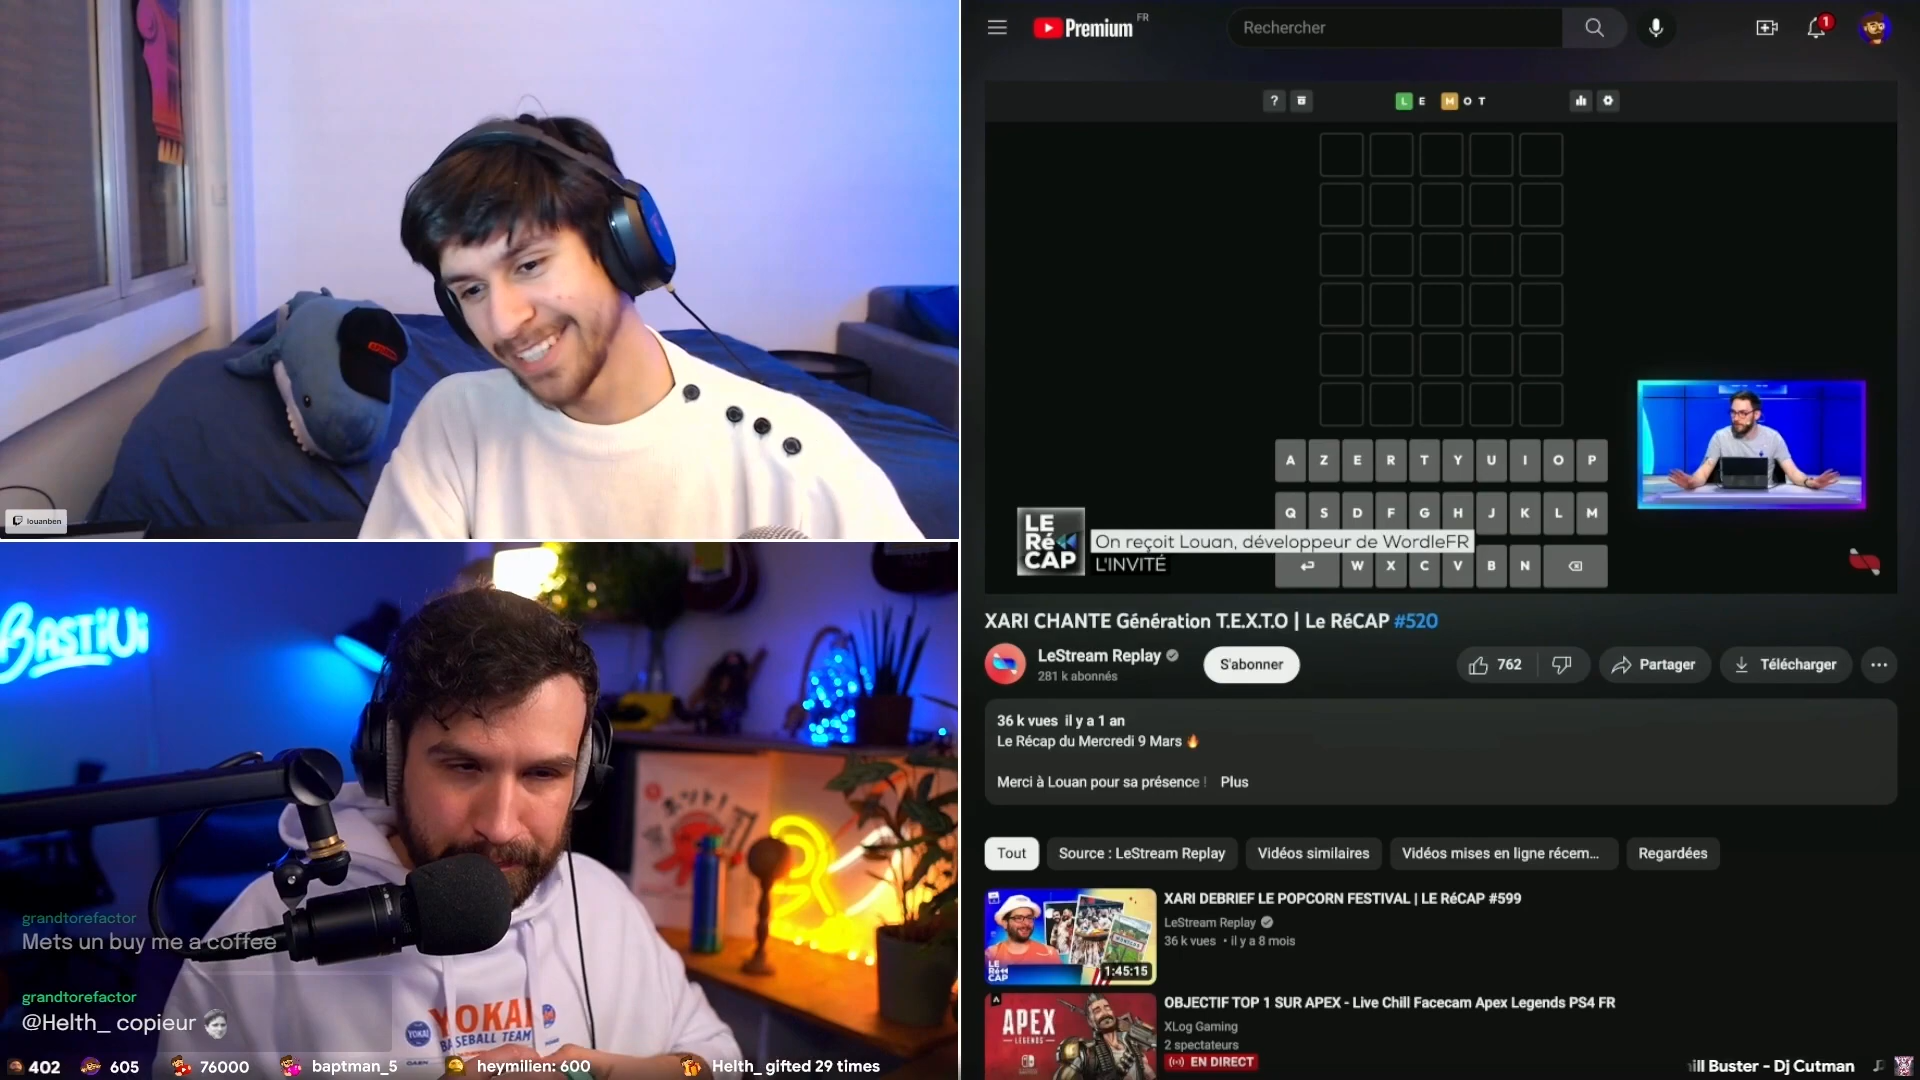 louanben
BASTIUI
grandtorefactor
Mets un buy me a coffee
grandtorefactor
@Helth_ copieur
YOKAI
BASEBALL TEAM
402
605
76000
baptman_5
heymilien: 600
Helth_ gifted 29 times
Premium FR
Rechercher
1
?
LE MOT
A Z E R T Y U I O P
Q S D F G H J K L M
W X C V B N
LE RéCAP
On reçoit Louan, développeur de WordleFR
L'INVITÉ
XARI CHANTE Génération T.E.X.T.O | Le RéCAP #520
LeStream Replay
281 k abonnés
S'abonner
762
Partager
Télécharger
36 k vues il y a 1 an
Le Récap du Mercredi 9 Mars
Merci à Louan pour sa présence ! Plus
Tout
Source : LeStream Replay
Vidéos similaires
Vidéos mises en ligne récem...
Regardées
LE RéCAP
1:45:15
XARI DEBRIEF LE POPCORN FESTIVAL | LE RéCAP #599
LeStream Replay
36 k vues • il y a 8 mois
APEX
LEGENDS
OBJECTIF TOP 1 SUR APEX - Live Chill Facecam Apex Legends PS4 FR
XLog Gaming
2 spectateurs
EN DIRECT
ill Buster - Dj Cutman